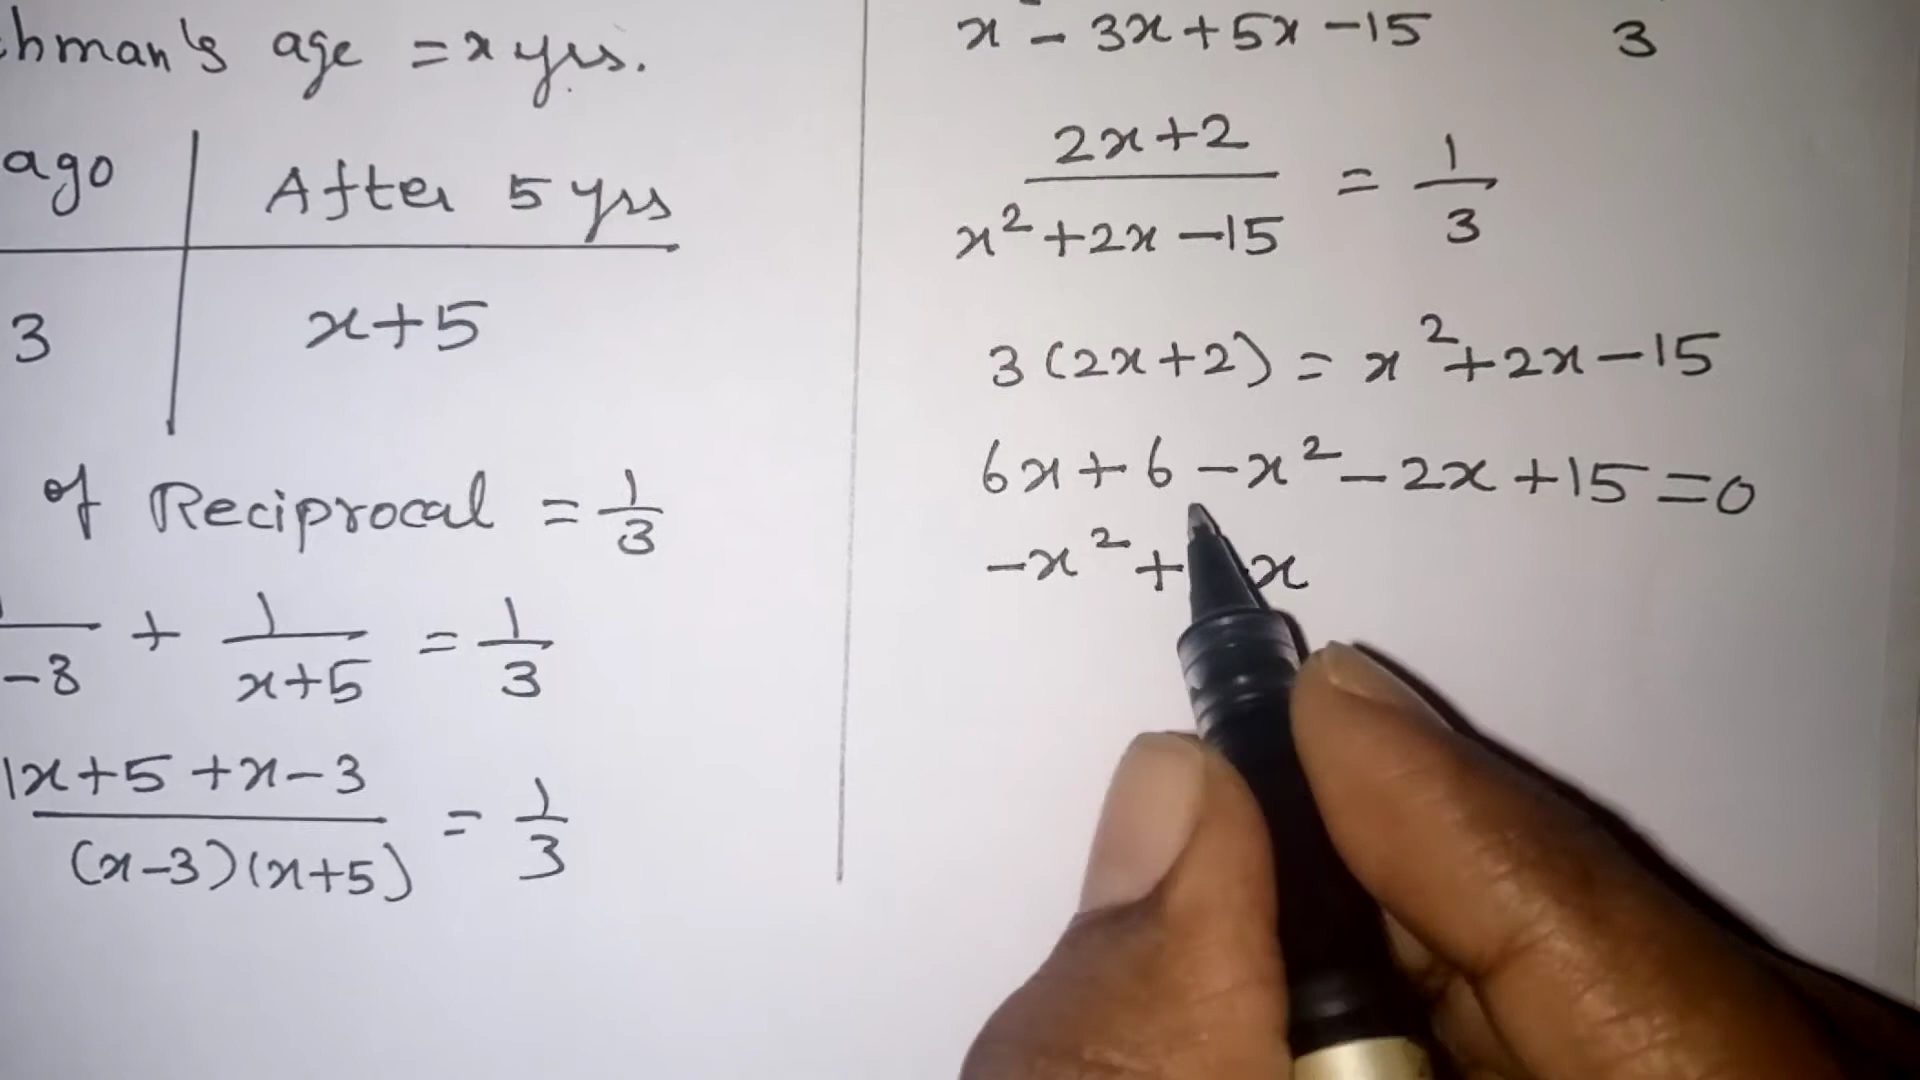 age = x yrs.
ago | After 5 yrs
3 | x+5
of Reciprocal = 1/3
-3 + 1/x+5 = 1/3
1x+5+x-3/(x-3)(x+5) = 1/3
- 3x+5x-15 3
2x+2/x²+2x-15 = 1/3
3(2x+2) = x²+2x-15
6x+6-x²-2x+15=0
-x²+ x